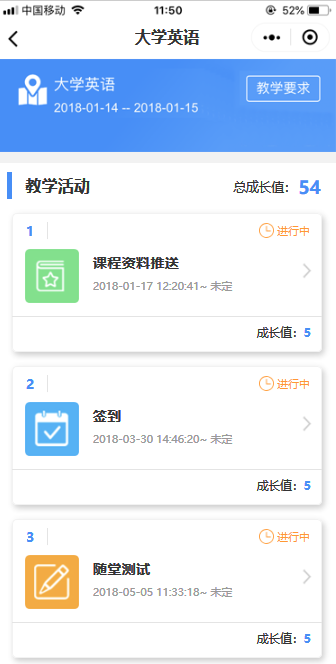 中国移动 11:50 52%
大学英语
大学英语
2018-01-14 -- 2018-01-15
教学要求
教学活动 总成长值: 54
1 进行中
课程资料推送
2018-01-17 12:20:41~ 未定
成长值: 5
2 进行中
签到
2018-03-30 14:46:20~ 未定
成长值: 5
3 进行中
随堂测试
2018-05-05 11:33:18~ 未定
成长值: 5